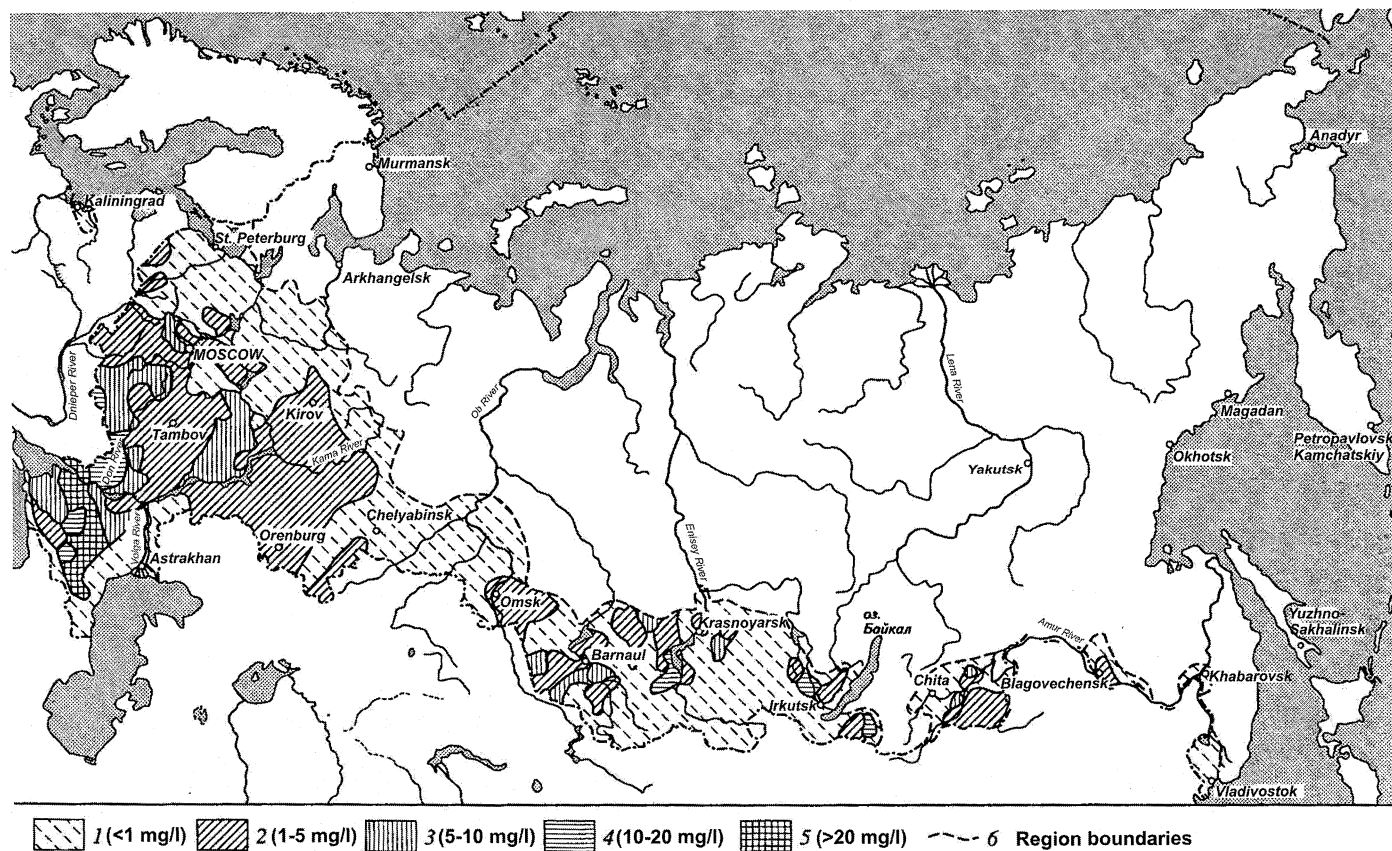 Anadyr
Murmansk
Kaliningrad
St. Peterburg
Arkhangelsk
MOSCOW
Dnieper River
Ob River
Lena River
Kirov
Magadan
Tambov
Petropavlovsk
Kamchatskiy
Kama River
Okhotsk
Yakutsk
Don River
Chelyabinsk
Orenburg
Volga River
Enisey River
Astrakhan
Omsk
Krasnoyarsk
оз.
Байкал
Yuzhno-
Sakhalinsk
Amur River
Barnaul
Chita
Blagovechensk
Khabarovsk
Irkutsk
Vladivostok
1 (<1 mg/l) 2 (1-5 mg/l) 3 (5-10 mg/l) 4 (10-20 mg/l) 5 (>20 mg/l) 6 Region boundaries